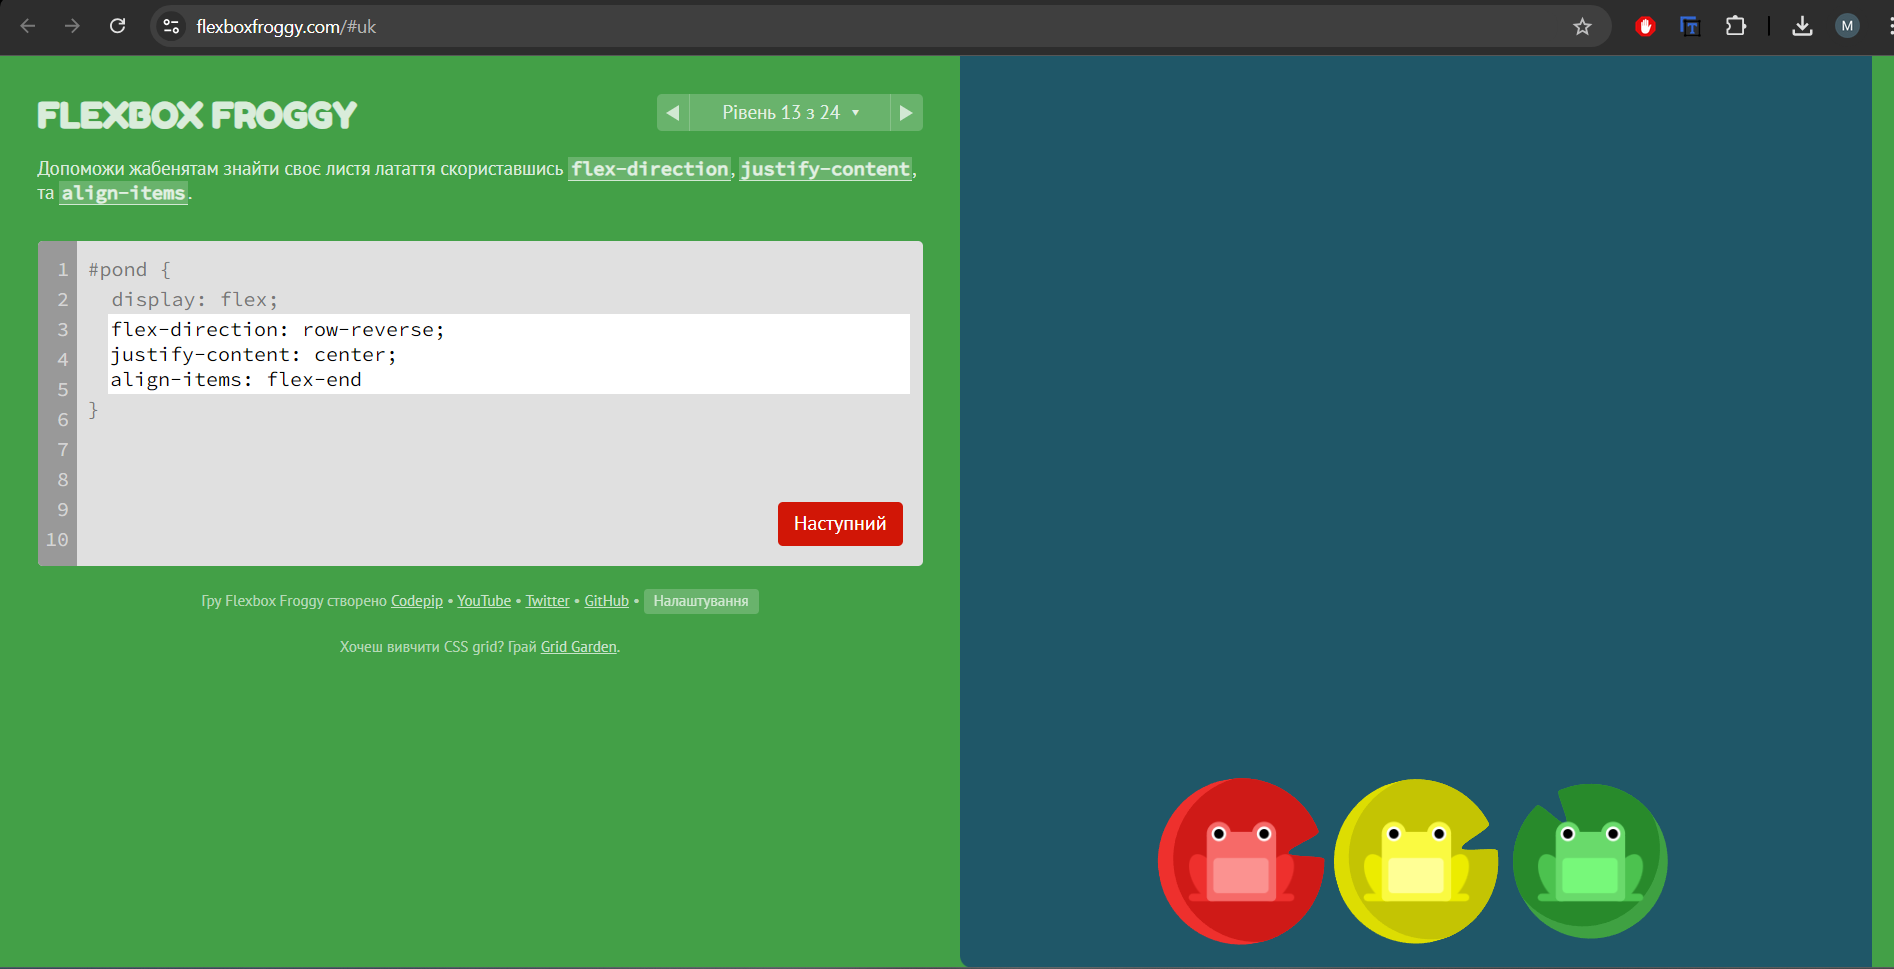 flexboxfroggy.com/#uk
M
FLEXBOX FROGGY
Рівень 13 з 24
Допоможи жабенятам знайти своє листя латаття скориставшись flex-direction, justify-content,
та align-items.
1 #pond {
2 display: flex;
3 flex-direction: row-reverse;
4 justify-content: center;
5 align-items: flex-end
6 }
7
8
9
10
Наступний
Гру Flexbox Froggy створено Codepip • YouTube • Twitter • GitHub • Налаштування
Хочеш вивчити CSS grid? Грай Grid Garden.